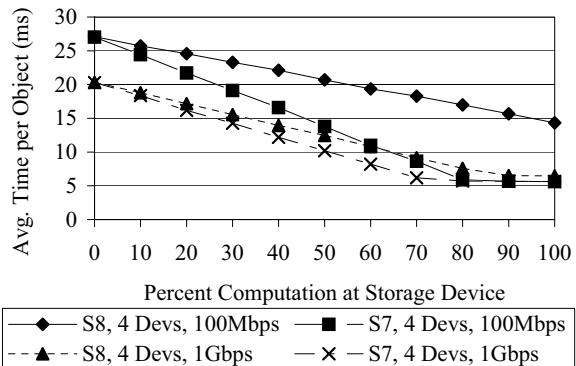 Avg. Time per Object (ms)
30
25
20
15
10
5
0
0 10 20 30 40 50 60 70 80 90 100
Percent Computation at Storage Device
S8, 4 Devs, 100Mbps S7, 4 Devs, 100Mbps
S8, 4 Devs, 1Gbps S7, 4 Devs, 1Gbps